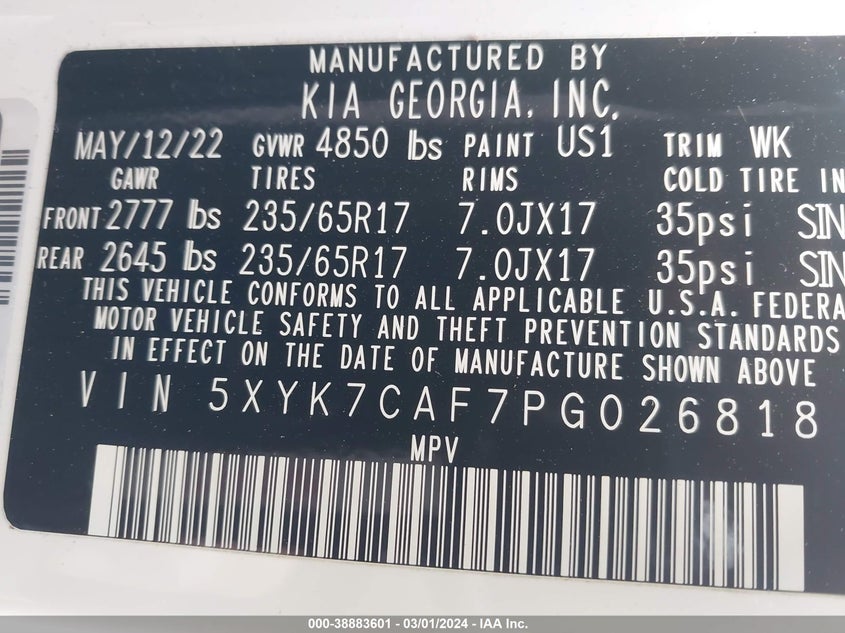 MANUFACTURED BY
KIA GEORGIA, INC.
MAY/12/22 GVWR 4850 lbs PAINT US1 TRIM WK
GAWR TIRES RIMS COLD TIRE IN
FRONT 2777 lbs 235/65R17 7.0JX17 35psi SIN
REAR 2645 lbs 235/65R17 7.0JX17 35psi SIN
THIS VEHICLE CONFORMS TO ALL APPLICABLE U.S.A. FEDERA
MOTOR VEHICLE SAFETY AND THEFT PREVENTION STANDARDS
IN EFFECT ON THE DATE OF MANUFACTURE SHOWN ABOVE
VIN 5XYK7CAF7PG026818
MPV
000-38883601 - 03/01/2024 - IAA Inc.